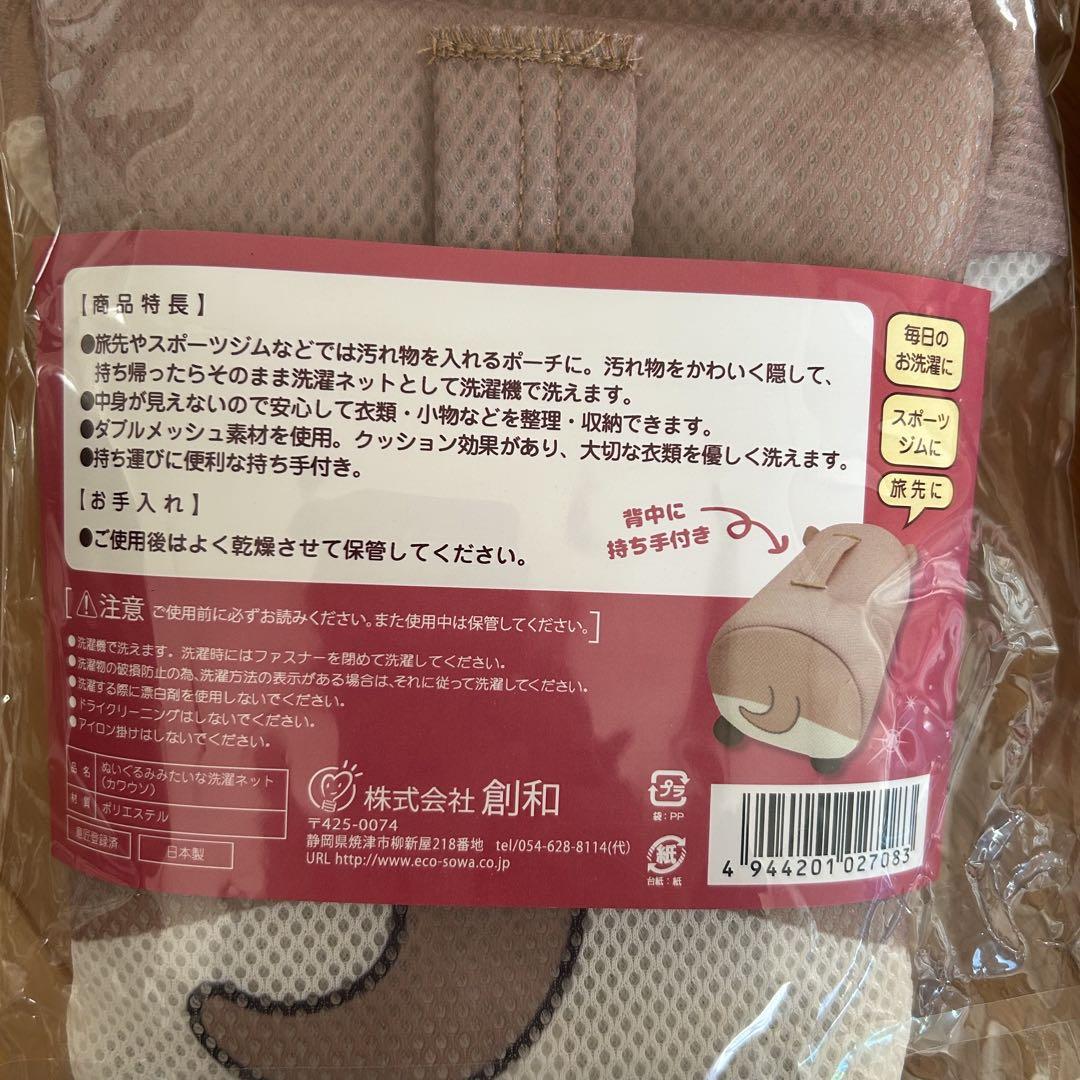 【商品特長】
●旅先やスポーツジムなどでは汚れ物を入れるポーチに。汚れ物をかわいく隠して、
持ち帰ったらそのまま洗濯ネットとして洗濯機で洗えます。
●中身が見えないので安心して衣類・小物などを整理・収納できます。
●ダブルメッシュ素材を使用。クッション効果があり、大切な衣類を優しく洗えます。
●持ち運びに便利な持ち手付き。
【お手入れ】
●ご使用後はよく乾燥させて保管してください。
毎日の
お洗濯に
スポーツ
ジムに
旅先に
背中に
持ち手付き
[⚠注意 ご使用前に必ずお読みください。また使用中は保管してください。]
●洗濯機で洗えます。洗濯時にはファスナーを閉めて洗濯してください。
●洗濯物の破損防止の為、洗濯方法の表示がある場合は、それに従って洗濯してください。
●洗濯する際に漂白剤を使用しないでください。
●ドライクリーニングはしないでください。
●アイロン掛けはしないでください。
品名 ぬいぐるみみたいな洗濯ネット
(カワウソ)
材質 ポリエステル
意匠登録済
日本製
株式会社 創和
〒425-0074
静岡県焼津市柳新屋218番地 tel/054-628-8114(代)
URL http://www.eco-sowa.co.jp
プラ
袋:PP
紙
台紙:紙
4 944201 027083